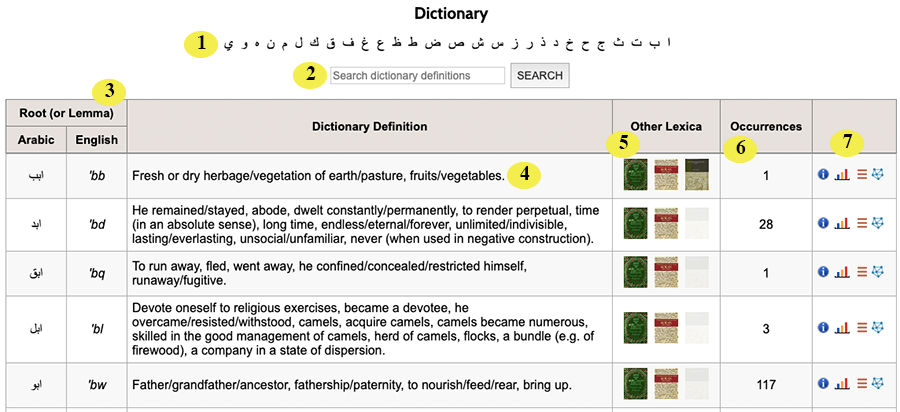 Dictionary
1 ا ب ت ث ج ح خ د ذ ر ز س ش ص ض ط ظ ع غ ف ق ك ل م ن ه و ي
2 Search dictionary definitions SEARCH
3
Root (or Lemma) Dictionary Definition Other Lexica Occurrences 7
Arabic English 5 6
ابب 'bb Fresh or dry herbage/vegetation of earth/pasture, fruits/vegetables. 4 1
ابد 'bd He remained/stayed, abode, dwelt constantly/permanently, to render perpetual, time
(in an absolute sense), long time, endless/eternal/forever, unlimited/indivisible,
lasting/everlasting, unsocial/unfamiliar, never (when used in negative construction). 28
ابق 'bq To run away, fled, went away, he confined/concealed/restricted himself,
runaway/fugitive. 1
ابل 'bl Devote oneself to religious exercises, became a devotee, he
overcame/resisted/withstood, camels, acquire camels, camels became numerous,
skilled in the good management of camels, herd of camels, flocks, a bundle (e.g. of
firewood), a company in a state of dispersion. 3
ابو 'bw Father/grandfather/ancestor, fathership/paternity, to nourish/feed/rear, bring up. 117